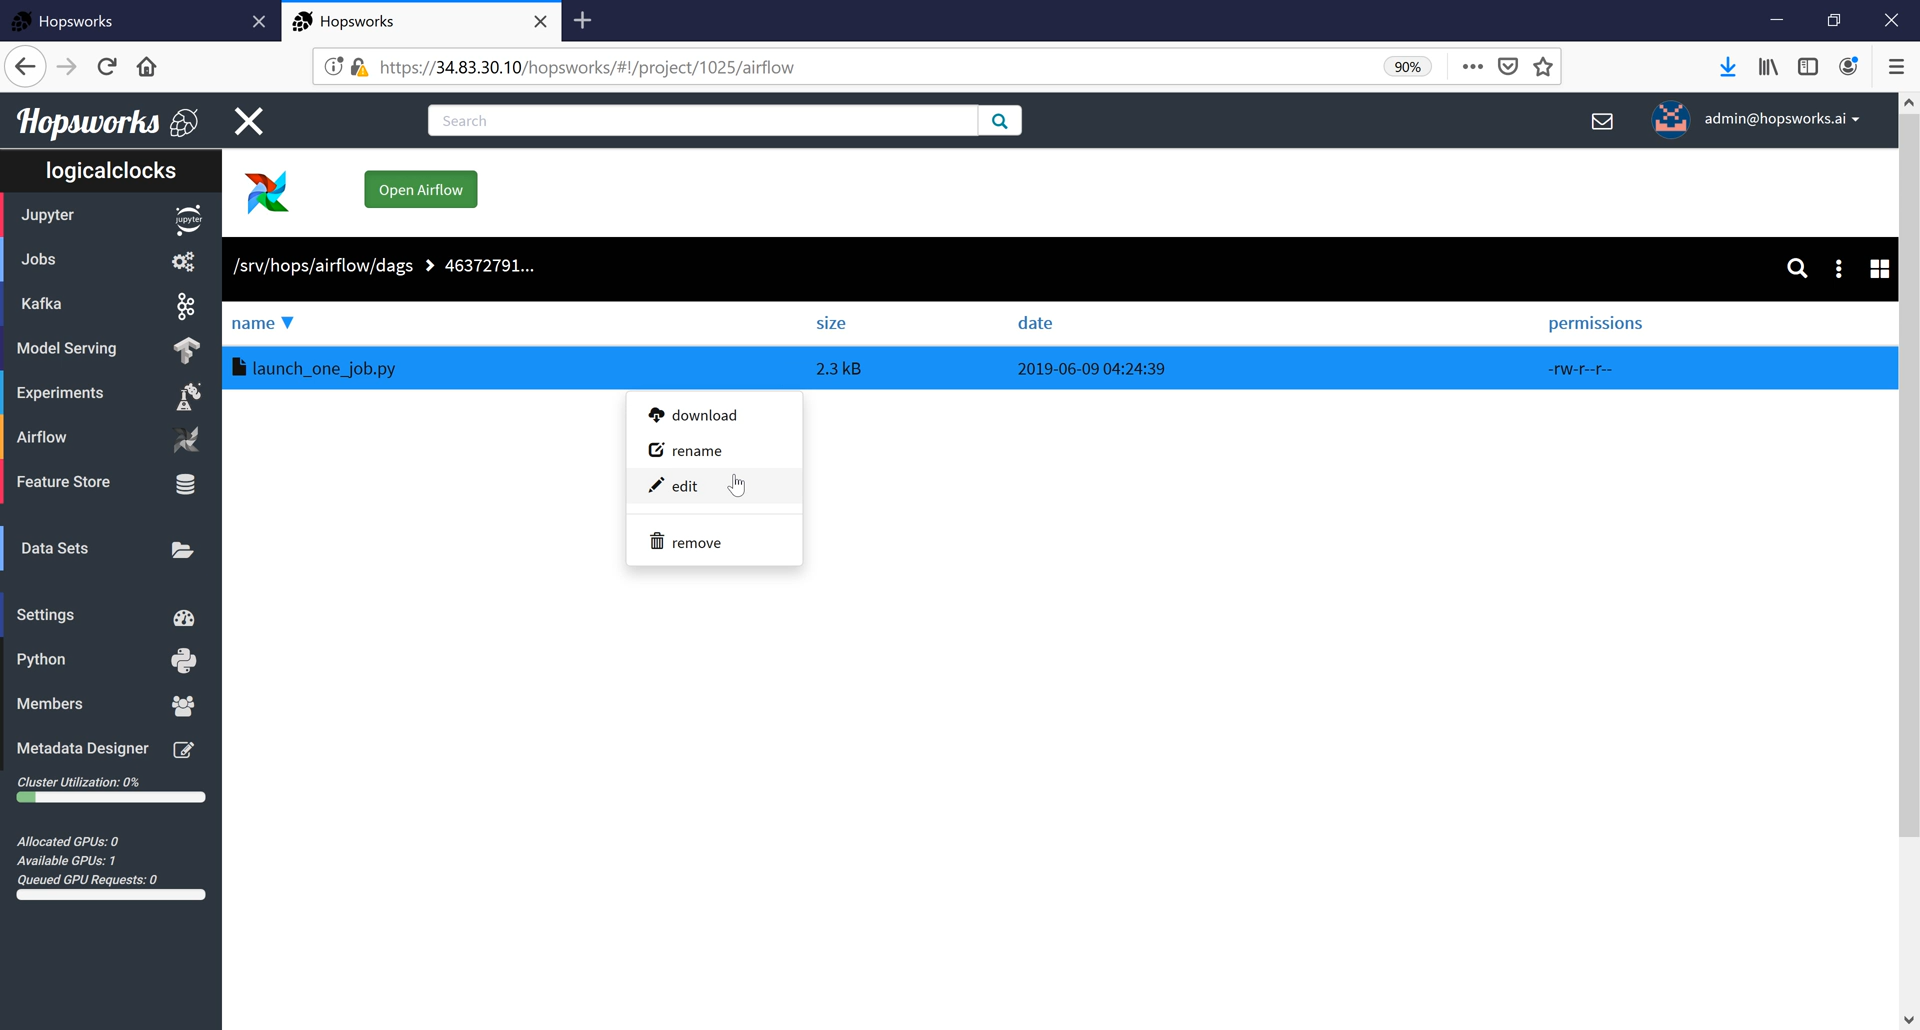 Hopsworks
Hopsworks
https://34.83.30.10/hopsworks/#!/project/1025/airflow
90%
Hopsworks
Search
admin@hopsworks.ai
logicalclocks
Open Airflow
Jupyter
jupyter
Jobs
Kafka
Model Serving
Experiments
Airflow
Feature Store
Data Sets
Settings
Python
Members
Metadata Designer
Cluster Utilization: 0%
Allocated GPUs: 0
Available GPUs: 1
Queued GPU Requests: 0
/srv/hops/airflow/dags > 46372791...
name ▼ size date permissions
launch_one_job.py 2.3 kB 2019-06-09 04:24:39 -rw-r--r--
download
rename
edit
remove